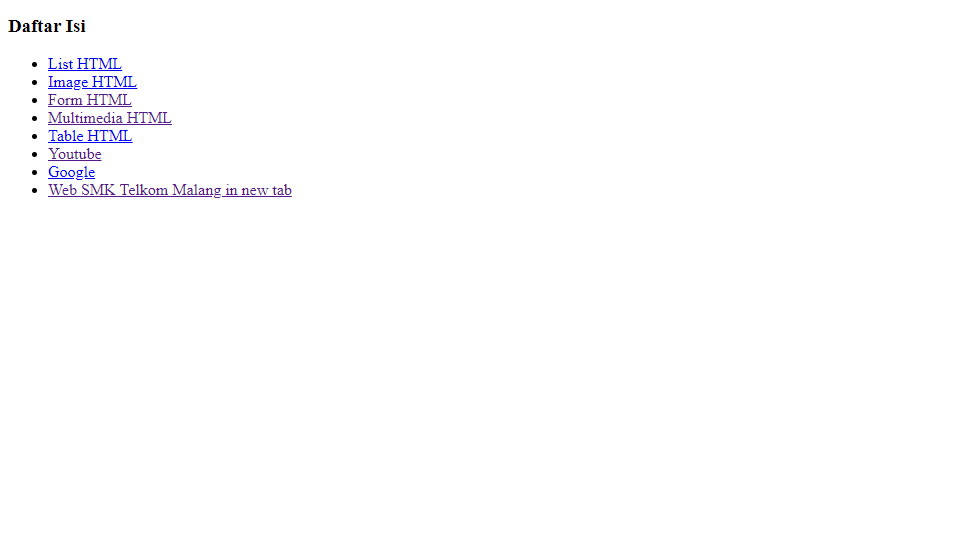 Daftar Isi
List HTML
Image HTML
Form HTML
Multimedia HTML
Table HTML
Youtube
Google
Web SMK Telkom Malang in new tab